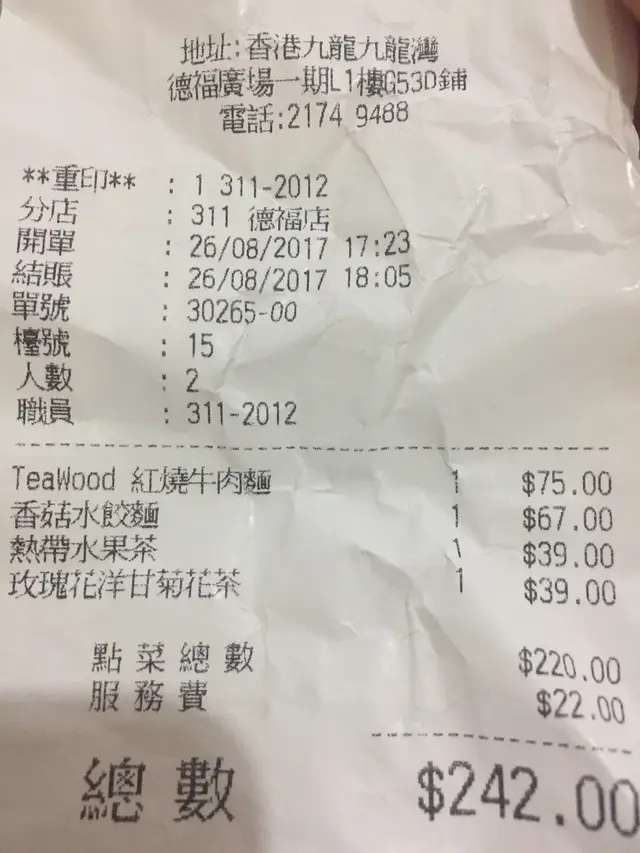 地址:香港九龍九龍灣
德福廣場一期L1樓G53D鋪
電話:2174 9488
**重印** : 1 311-2012
分店 : 311 德福店
開單 : 26/08/2017 17:23
結賬 : 26/08/2017 18:05
單號 : 30265-00
檯號 : 15
人數 : 2
職員 : 311-2012
TeaWood 紅燒牛肉麵 1 $75.00
香菇水餃麵 1 $67.00
熱帶水果茶 1 $39.00
玫瑰花洋甘菊花茶 1 $39.00
點菜總數 $220.00
服務費 $22.00
總數 $242.00